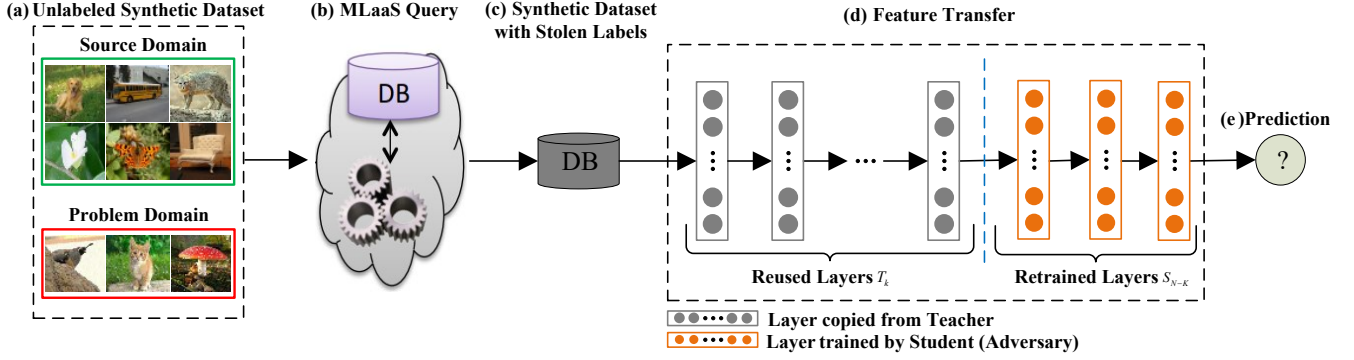 (a) Unlabeled Synthetic Dataset
(b) MLaaS Query
(c) Synthetic Dataset
with Stolen Labels
(d) Feature Transfer
Source Domain
Problem Domain
DB
DB
Reused Layers T_k
Retrained Layers S_{N-K}
(e)Prediction
?
Layer copied from Teacher
Layer trained by Student (Adversary)